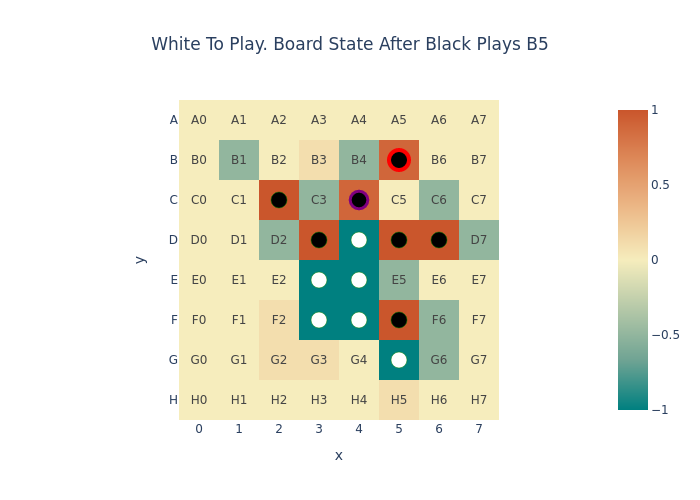 White To Play. Board State After Black Plays B5
A A0 A1 A2 A3 A4 A5 A6 A7
B B0 B1 B2 B3 B4 B6 B7
C C0 C1 C3 C5 C6 C7
D D0 D1 D2 D7
E E0 E1 E2 E5 E6 E7
F F0 F1 F2 F6 F7
G G0 G1 G2 G3 G4 G6 G7
H H0 H1 H2 H3 H4 H5 H6 H7
0 1 2 3 4 5 6 7
x
y
1
0.5
0
−0.5
−1